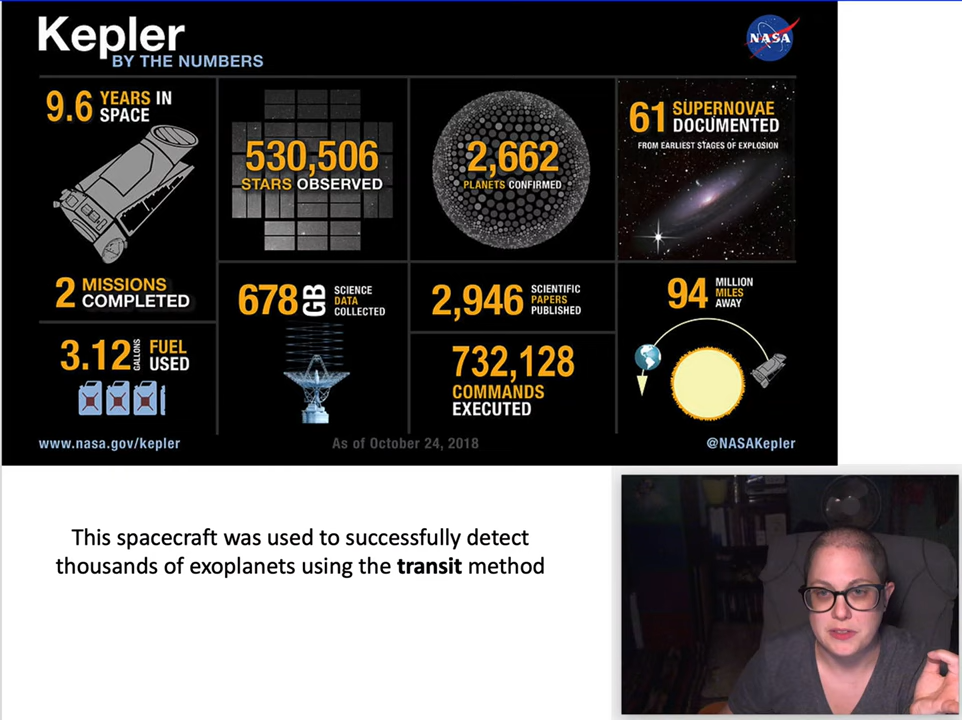 Kepler
BY THE NUMBERS
NASA
9.6 YEARS IN SPACE
530,506
STARS OBSERVED
2,662
PLANETS CONFIRMED
61 SUPERNOVAE DOCUMENTED
FROM EARLIEST STAGES OF EXPLOSION
2 MISSIONS COMPLETED
678 GB SCIENCE DATA COLLECTED
2,946 SCIENTIFIC PAPERS PUBLISHED
94 MILLION MILES AWAY
3.12 GALLONS FUEL USED
732,128
COMMANDS
EXECUTED
www.nasa.gov/kepler
As of October 24, 2018
@NASAKepler
This spacecraft was used to successfully detect
thousands of exoplanets using the transit method